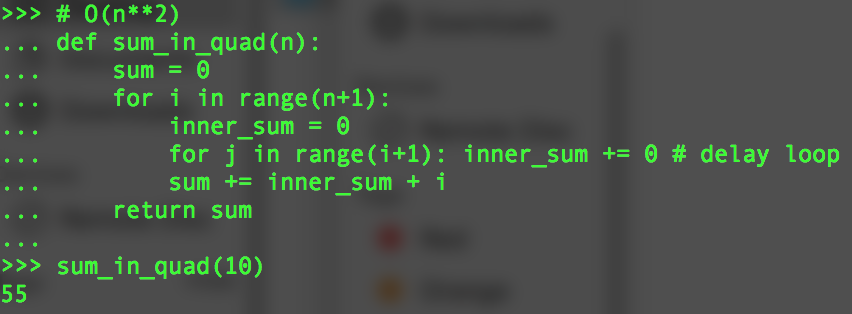 >>> # O(n**2)
... def sum_in_quad(n):
...     sum = 0
...     for i in range(n+1):
...         inner_sum = 0
...         for j in range(i+1): inner_sum += 0 # delay loop
...         sum += inner_sum + i
...     return sum
...
>>> sum_in_quad(10)
55